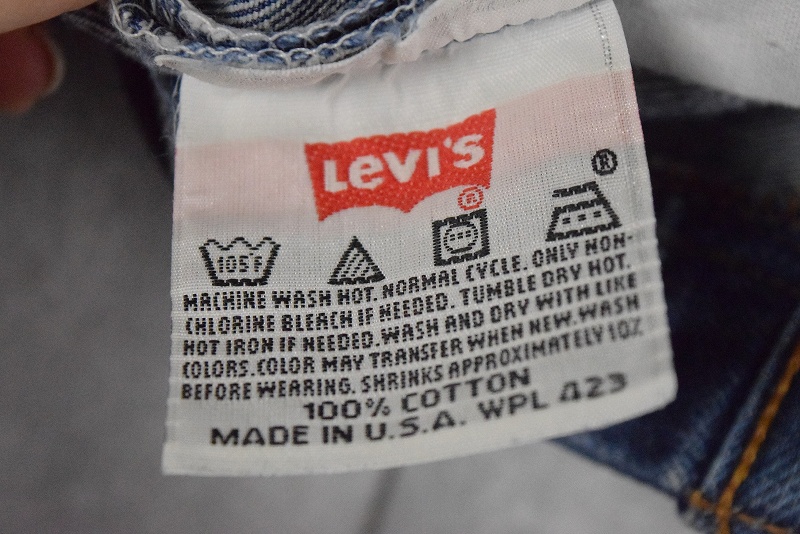 LEVI'S
®
®
105°F
MACHINE WASH HOT. NORMAL CYCLE. ONLY NON-
CHLORINE BLEACH IF NEEDED. TUMBLE DRY HOT.
HOT IRON IF NEEDED.WASH AND DRY WITH LIKE
COLORS.COLOR MAY TRANSFER WHEN NEW.WASH
BEFORE WEARING. SHRINKS APPROXIMATELY 10%
100% COTTON
MADE IN U.S.A. WPL 423